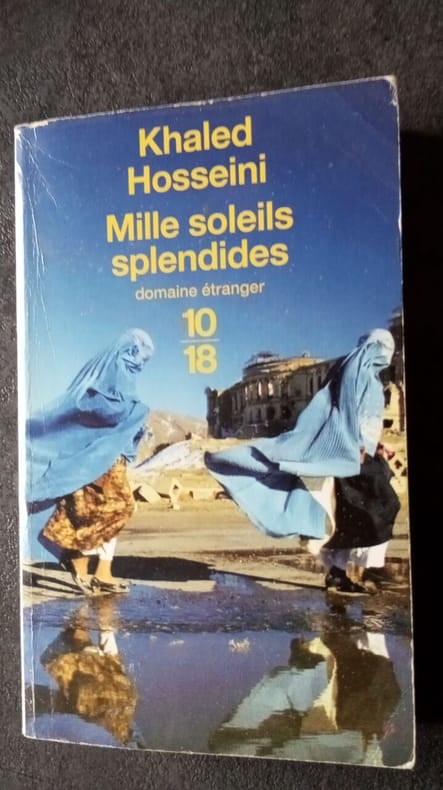 Khaled
Hosseini
Mille soleils
splendides
domaine étranger
10
18